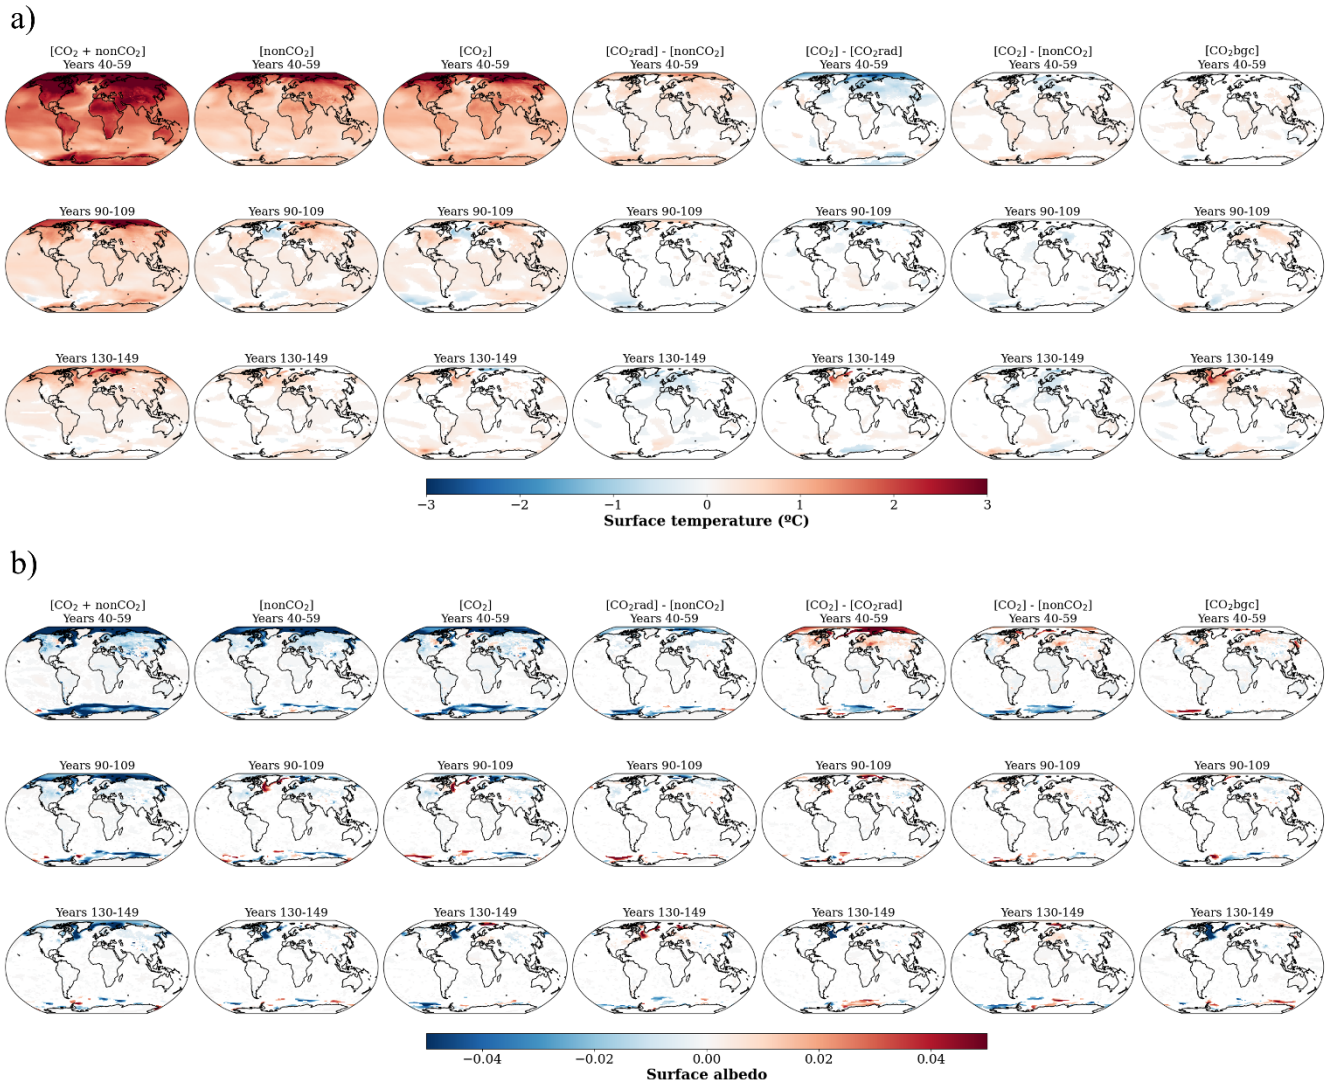 a)
[CO₂ + nonCO₂] [nonCO₂] [CO₂] [CO₂rad] - [nonCO₂] [CO₂] - [CO₂rad] [CO₂] - [nonCO₂] [CO₂bgc]
Years 40-59 Years 40-59 Years 40-59 Years 40-59 Years 40-59 Years 40-59 Years 40-59
Years 90-109 Years 90-109 Years 90-109 Years 90-109 Years 90-109 Years 90-109 Years 90-109
Years 130-149 Years 130-149 Years 130-149 Years 130-149 Years 130-149 Years 130-149 Years 130-149
−3 −2 −1 0 1 2 3
Surface temperature (ºC)
b)
[CO₂ + nonCO₂] [nonCO₂] [CO₂] [CO₂rad] - [nonCO₂] [CO₂] - [CO₂rad] [CO₂] - [nonCO₂] [CO₂bgc]
Years 40-59 Years 40-59 Years 40-59 Years 40-59 Years 40-59 Years 40-59 Years 40-59
Years 90-109 Years 90-109 Years 90-109 Years 90-109 Years 90-109 Years 90-109 Years 90-109
Years 130-149 Years 130-149 Years 130-149 Years 130-149 Years 130-149 Years 130-149 Years 130-149
−0.04 −0.02 0.00 0.02 0.04
Surface albedo